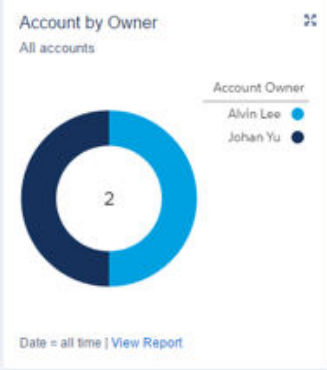 Account by Owner
All accounts
Account Owner
Alvin Lee
Johan Yu
2
Date = all time | View Report